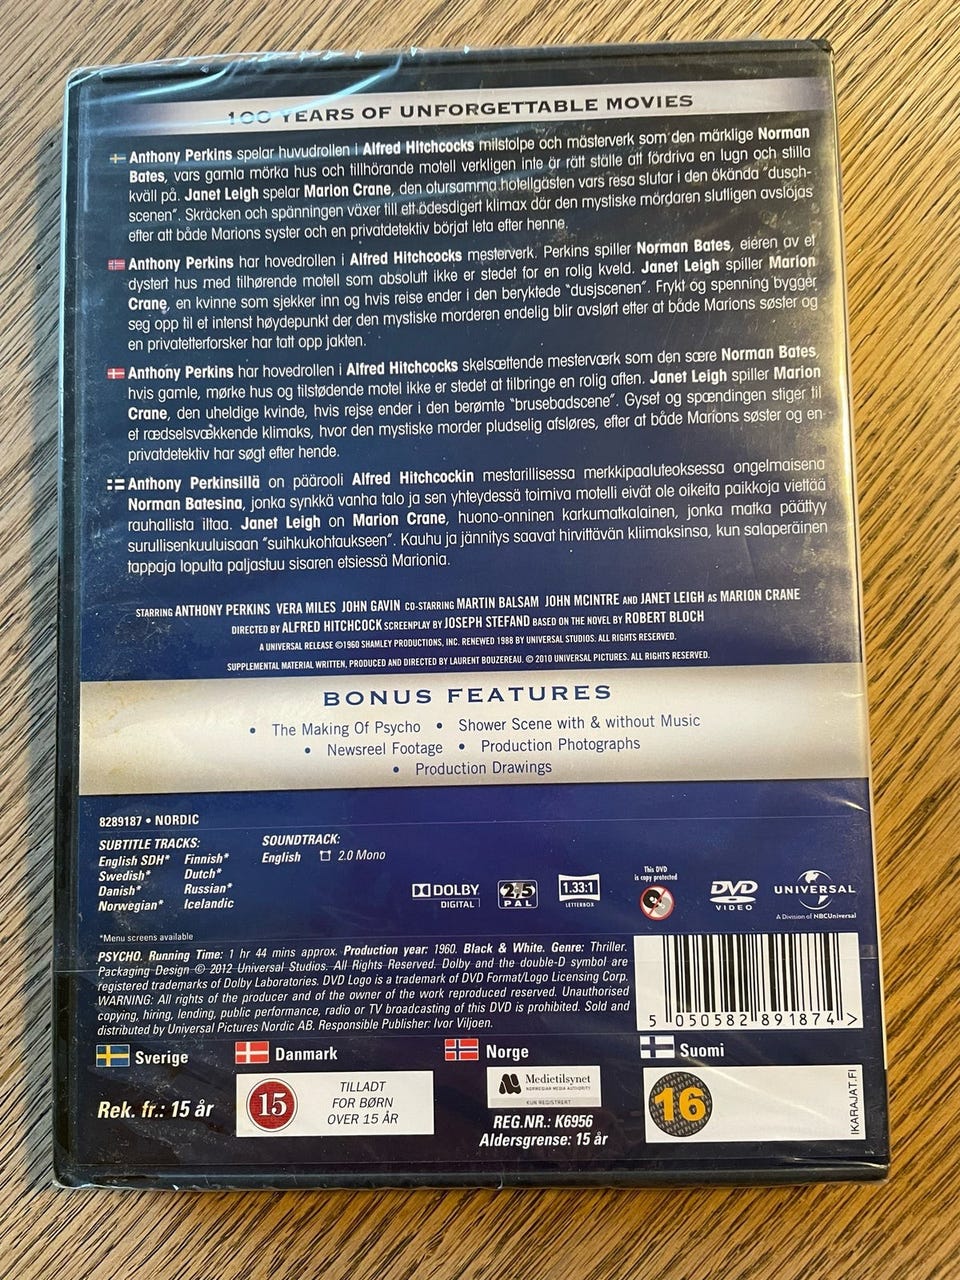 100 YEARS OF UNFORGETTABLE MOVIES
Anthony Perkins spelar huvudrollen i Alfred Hitchcocks milstolpe och mästerverk som den märklige Norman
Bates, vars gamla mörka hus och tillhörande motell verkligen inte är rätt ställe att fördriva en lugn och stilla
kväll på. Janet Leigh spelar Marion Crane, den otursamma hotellgästen vars resa slutar i den ökända "dusch-
scenen". Skräcken och spänningen växer till ett ödesdigert klimax där den mystiske mördaren slutligen avslöjas
efter att både Marions syster och en privatdetektiv börjat leta efter henne.
Anthony Perkins har hovedrollen i Alfred Hitchcocks mesterverk. Perkins spiller Norman Bates, eieren av et
dystert hus med tilhørende motell som absolutt ikke er stedet for en rolig kveld. Janet Leigh spiller Marion
Crane, en kvinne som sjekker inn og hvis reise ender i den beryktede "dusjscenen". Frykt og spenning bygger
seg opp til et intenst høydepunkt der den mystiske morderen endelig blir avslørt etter at både Marions søster og
en privatetterforsker har tatt opp jakten.
Anthony Perkins har hovedrollen i Alfred Hitchcocks skelsættende mesterværk som den sære Norman Bates,
hvis gamle, mørke hus og tilstødende motel ikke er stedet at tilbringe en rolig aften. Janet Leigh spiller Marion
Crane, den uheldige kvinde, hvis rejse ender i den berømte "brusebadscene". Gyset og spændingen stiger til
et rædselsvækkende klimaks, hvor den mystiske morder pludselig afsløres, efter at både Marions søster og en
privatdetektiv har søgt efter hende.
Anthony Perkinsillä on päärooli Alfred Hitchcockin mestarillisessa merkkipaaluteoksessa ongelmaisena
Norman Batesina, jonka synkkä vanha talo ja sen yhteydessä toimiva motelli eivät ole oikeita paikkoja viettää
rauhallista iltaa. Janet Leigh on Marion Crane, huono-onninen karkumatkalainen, jonka matka päättyy
surullisenkuuluisaan "suihkukohtaukseen". Kauhu ja jännitys saavat hirvittävän kliimaksinsa, kun salaperäinen
tappaja lopulta paljastuu sisaren etsiessä Marionia.
STARRING ANTHONY PERKINS VERA MILES JOHN GAVIN CO-STARRING MARTIN BALSAM JOHN MCINTRE AND JANET LEIGH AS MARION CRANE
DIRECTED BY ALFRED HITCHCOCK SCREENPLAY BY JOSEPH STEFAND BASED ON THE NOVEL BY ROBERT BLOCH
A UNIVERSAL RELEASE ©1960 SHAMLEY PRODUCTIONS, INC. RENEWED 1988 BY UNIVERSAL STUDIOS. ALL RIGHTS RESERVED.
SUPPLEMENTAL MATERIAL WRITTEN, PRODUCED AND DIRECTED BY LAURENT BOUZEREAU. © 2010 UNIVERSAL PICTURES. ALL RIGHTS RESERVED.
BONUS FEATURES
• The Making Of Psycho • Shower Scene with & without Music
• Newsreel Footage • Production Photographs
• Production Drawings
8289187 • NORDIC
SUBTITLE TRACKS:
English SDH* Finnish*
Swedish* Dutch*
Danish* Russian*
Norwegian* Icelandic
SOUNDTRACK:
English 2.0 Mono
DOLBY
DIGITAL
2,5
PAL
1.33:1
LETTERBOX
This DVD
is copy protected
DVD
VIDEO
UNIVERSAL
A Division of NBCUniversal
*Menu screens available
PSYCHO. Running Time: 1 hr 44 mins approx. Production year: 1960. Black & White. Genre: Thriller.
Packaging Design © 2012 Universal Studios. All Rights Reserved. Dolby and the double-D symbol are
registered trademarks of Dolby Laboratories. DVD Logo is a trademark of DVD Format/Logo Licensing Corp.
WARNING: All rights of the producer and of the owner of the work reproduced reserved. Unauthorised
copying, hiring, lending, public performance, radio or TV broadcasting of this DVD is prohibited. Sold and
distributed by Universal Pictures Nordic AB. Responsible Publisher: Ivor Viljoen.
5 050582 891874 >
Sverige
Rek. fr.: 15 år
Danmark
15
TILLADT
FOR BØRN
OVER 15 ÅR
Norge
Medietilsynet
NORWEGIAN MEDIA AUTHORITY
KUN REGISTRERT
REG.NR.: K6956
Aldersgrense: 15 år
Suomi
16
IKARAJAT.FI